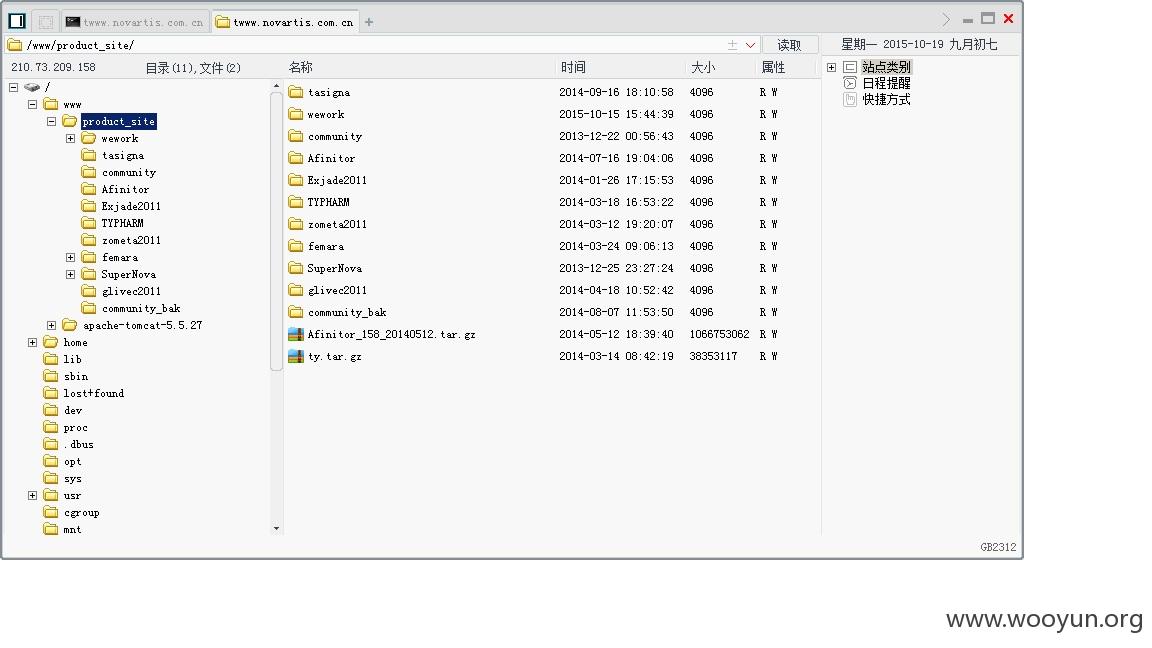 www.novartis.com.cn
www.novartis.com.cn
/www/product_site/
读取
星期一 2015-10-19 九月初七
210.73.209.158 目录(11),文件(2)
名称 时间 大小 属性
/
www
product_site
wework
tasigna
community
Afinitor
Exjade2011
TYPHARM
zometa2011
femara
SuperNova
glivec2011
community_bak
apache-tomcat-5.5.27
home
lib
sbin
lost+found
dev
proc
.dbus
opt
sys
usr
cgroup
mnt
tasigna 2014-09-16 18:10:58 4096 R W
wework 2015-10-15 15:44:39 4096 R W
community 2013-12-22 00:56:43 4096 R W
Afinitor 2014-07-16 19:04:06 4096 R W
Exjade2011 2014-01-26 17:15:53 4096 R W
TYPHARM 2014-03-18 16:53:22 4096 R W
zometa2011 2014-03-12 19:20:07 4096 R W
femara 2014-03-24 09:06:13 4096 R W
SuperNova 2013-12-25 23:27:24 4096 R W
glivec2011 2014-04-18 10:52:42 4096 R W
community_bak 2014-08-07 11:53:50 4096 R W
Afinitor_158_20140512.tar.gz 2014-05-12 18:39:40 1066753062 R W
ty.tar.gz 2014-03-14 08:42:19 38353117 R W
站点类别
日程提醒
快捷方式
GB2312
www.wooyun.org